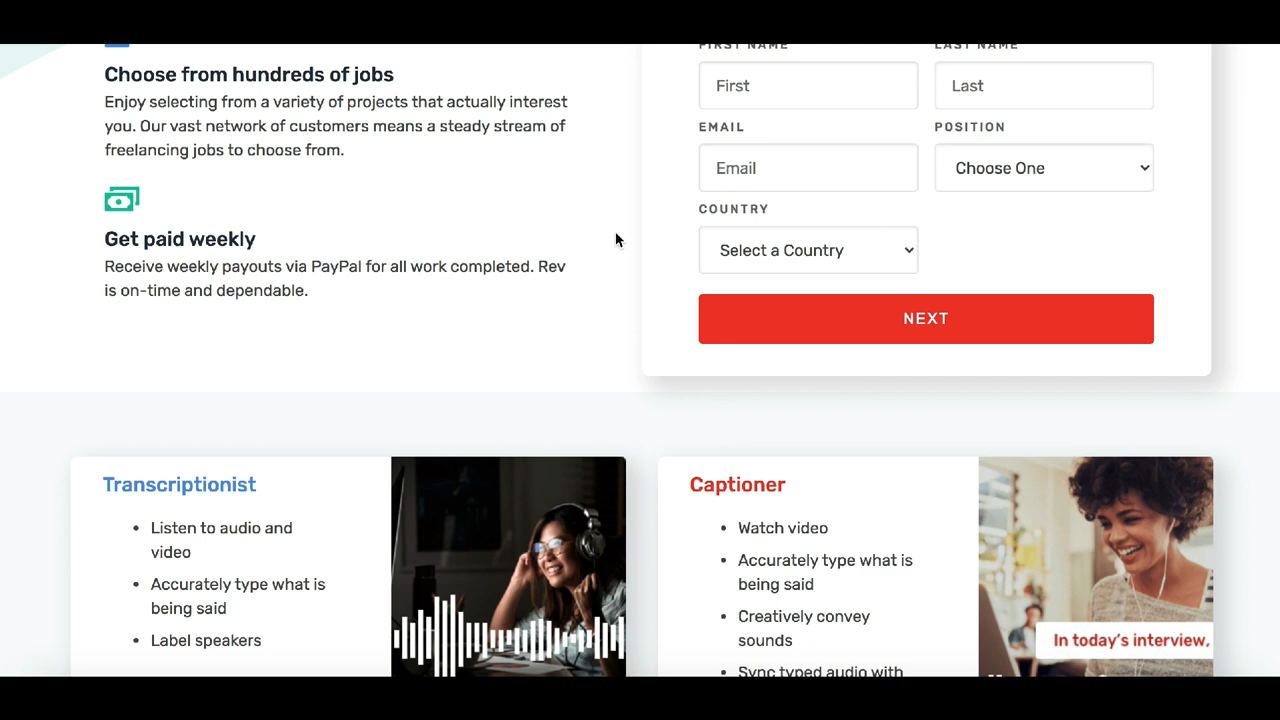 Choose from hundreds of jobs
Enjoy selecting from a variety of projects that actually interest
you. Our vast network of customers means a steady stream of
freelancing jobs to choose from.
Get paid weekly
Receive weekly payouts via PayPal for all work completed. Rev
is on-time and dependable.
FIRST NAME
LAST NAME
First
Last
EMAIL
POSITION
Email
Choose One
COUNTRY
Select a Country
NEXT
Transcriptionist
• Listen to audio and
video
• Accurately type what is
being said
• Label speakers
Captioner
• Watch video
• Accurately type what is
being said
• Creatively convey
sounds
• Sync typed audio with
In today's interview,